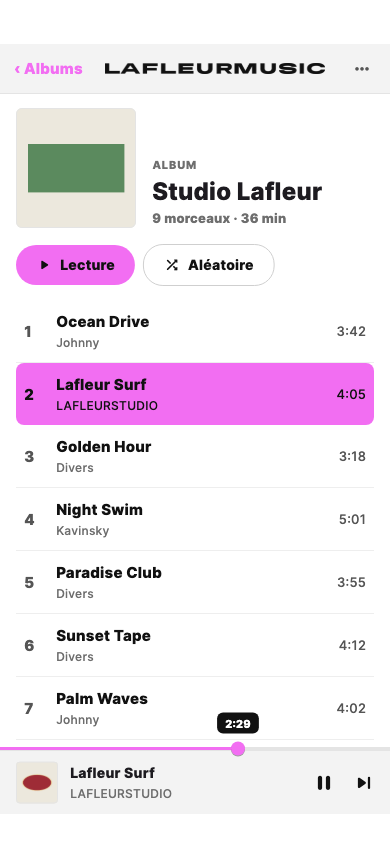 ‹ Albums
LAFLEURMUSIC
ALBUM
Studio Lafleur
9 morceaux · 36 min
Lecture
Aléatoire
1
Ocean Drive
Johnny
3:42
2
Lafleur Surf
LAFLEURSTUDIO
4:05
3
Golden Hour
Divers
3:18
4
Night Swim
Kavinsky
5:01
5
Paradise Club
Divers
3:55
6
Sunset Tape
Divers
4:12
7
Palm Waves
Johnny
4:02
2:29
Lafleur Surf
LAFLEURSTUDIO